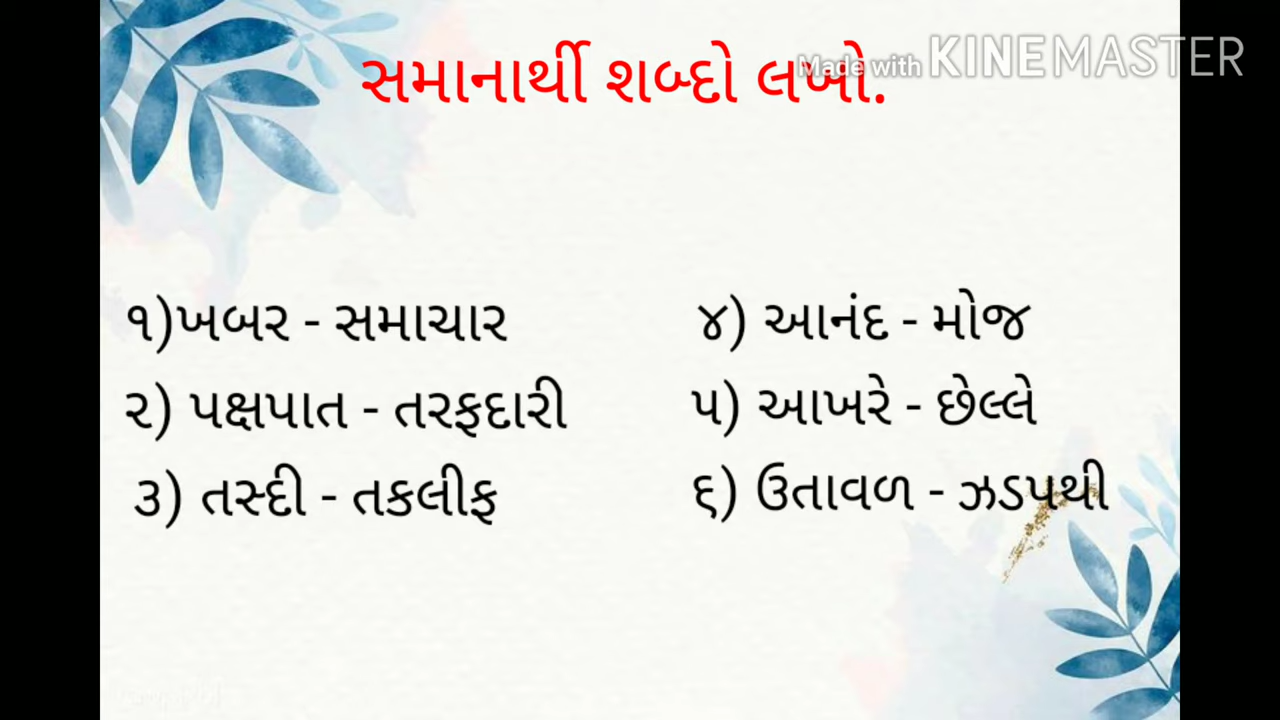 સમાનાર્થી શબ્દો લખો.
Made with KINEMASTER
૧)ખબર - સમાચાર
૨) પક્ષપાત - તરફદારી
૩) તસ્દી - તકલીફ
૪) આનંદ - મોજ
૫) આખરે - છેલ્લે
૬) ઉતાવળ - ઝડપથી